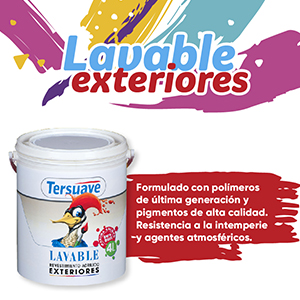 Lavable
exteriores
Tersuave
LAVABLE
REVESTIMIENTO ACRÍLICO
EXTERIORES
Formulado con polímeros
de última generación y
pigmentos de alta calidad.
Resistencia a la intemperie
y agentes atmosféricos.